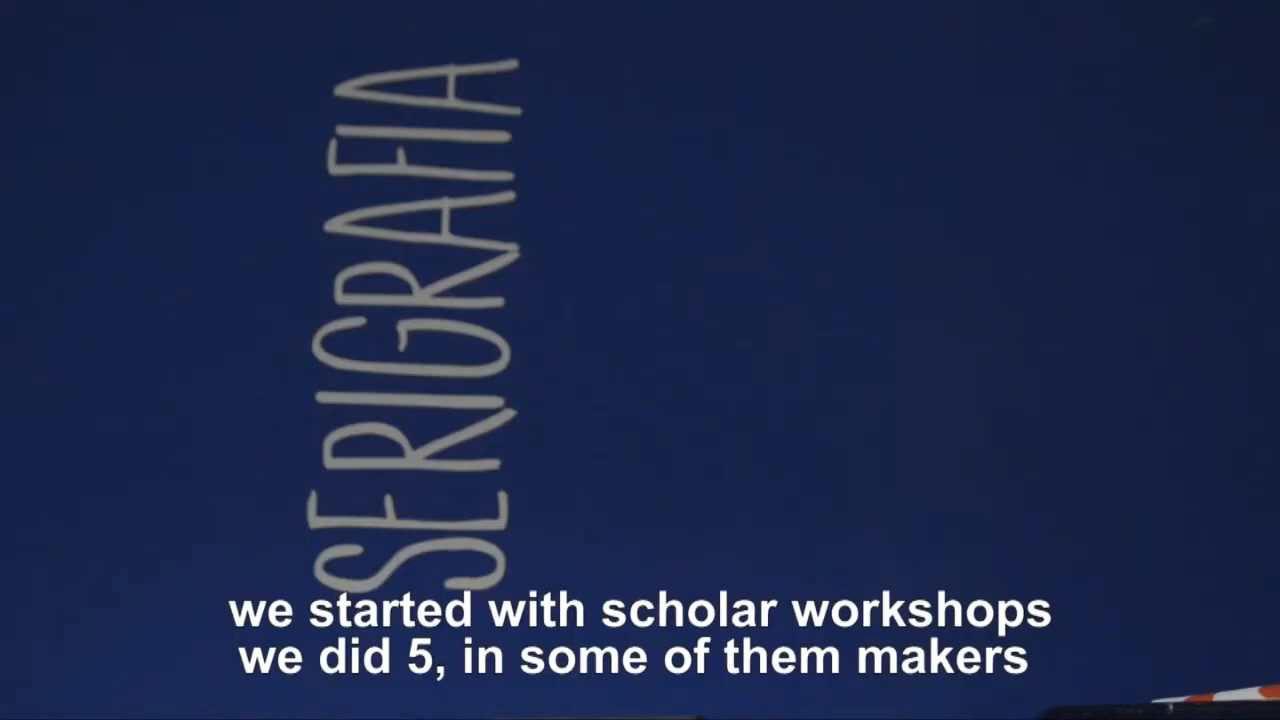 SERIGRAFIA
we started with scholar workshops
we did 5, in some of them makers